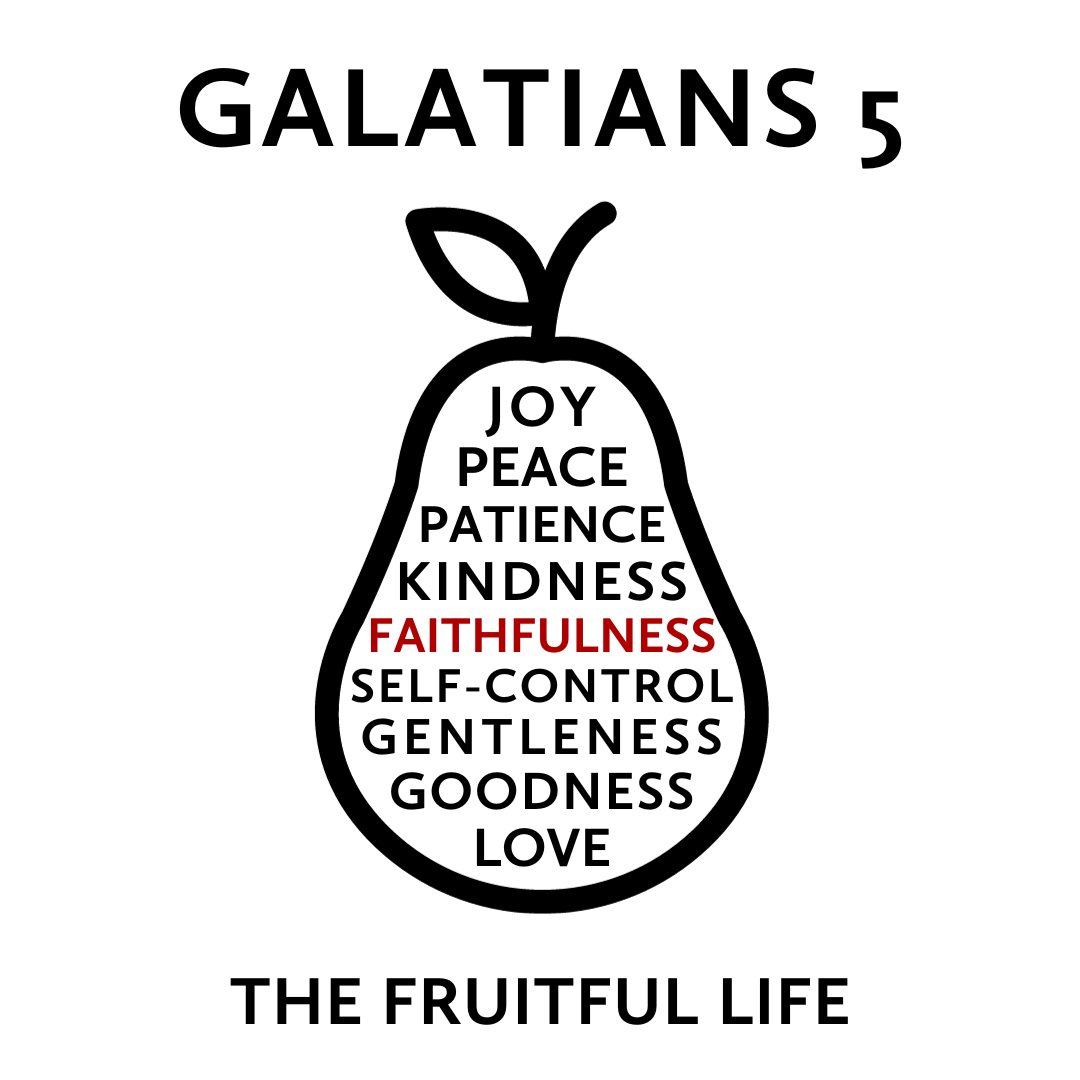 GALATIANS 5
JOY
PEACE
PATIENCE
KINDNESS
FAITHFULNESS
SELF-CONTROL
GENTLENESS
GOODNESS
LOVE
THE FRUITFUL LIFE